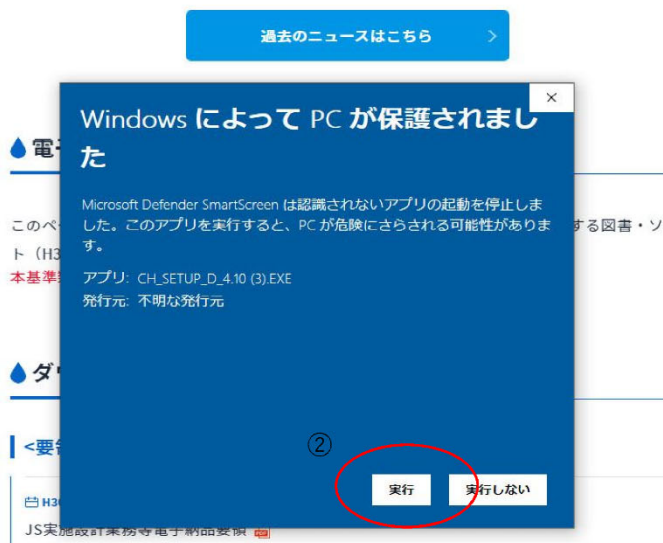 過去のニュースはこちら
Windows によって PC が保護されまし
た
電子
Microsoft Defender SmartScreen は認識されないアプリの起動を停止しま
した。このアプリを実行すると、PC が危険にさらされる可能性がありま
す。
このペ
する図書・ソ
ト（H3
本基準
アプリ: CH_SETUP_D_4.10 (3).EXE
発行元: 不明な発行元
ダ
<要
②
実行
実行しない
H30
JS実施設計業務等電子納品要領